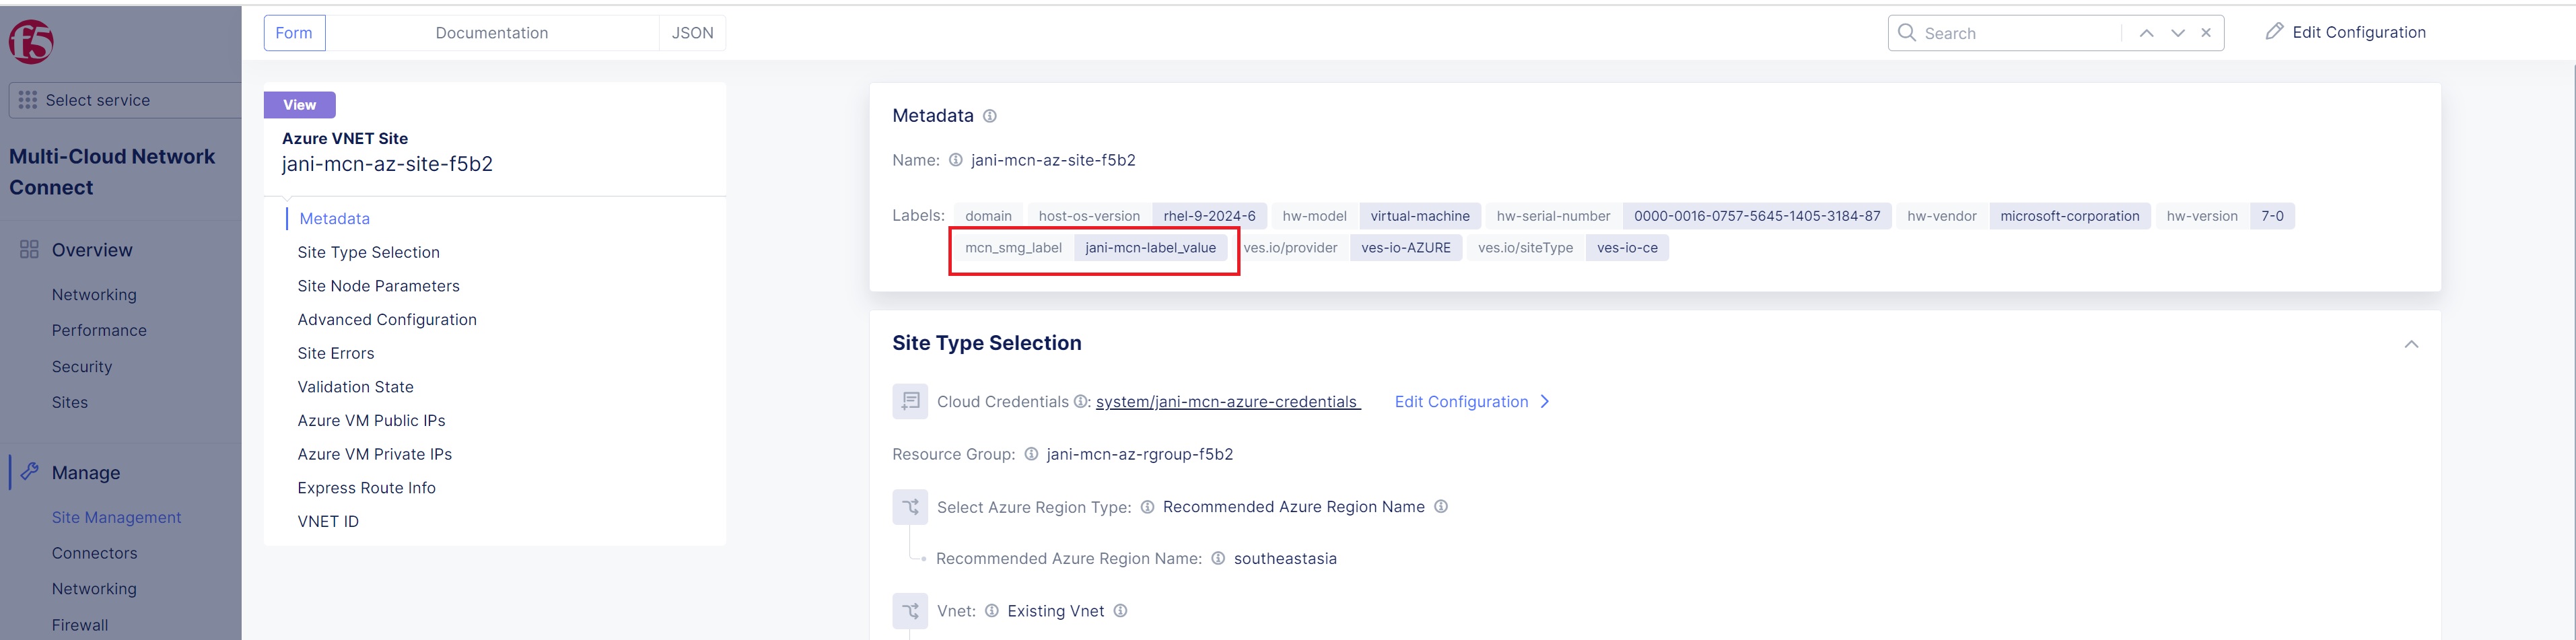 f5
Select service
Multi-Cloud Network
Connect
Overview
Networking
Performance
Security
Sites
Manage
Site Management
Connectors
Networking
Firewall
Form Documentation JSON
Search
Edit Configuration
View
Azure VNET Site
jani-mcn-az-site-f5b2
Metadata
Site Type Selection
Site Node Parameters
Advanced Configuration
Site Errors
Validation State
Azure VM Public IPs
Azure VM Private IPs
Express Route Info
VNET ID
Metadata
Name: jani-mcn-az-site-f5b2
Labels: domain host-os-version rhel-9-2024-6 hw-model virtual-machine hw-serial-number 0000-0016-0757-5645-1405-3184-87 hw-vendor microsoft-corporation hw-version 7-0
mcn_smg_label jani-mcn-label_value ves.io/provider ves-io-AZURE ves.io/siteType ves-io-ce
Site Type Selection
Cloud Credentials : system/jani-mcn-azure-credentials Edit Configuration
Resource Group: jani-mcn-az-rgroup-f5b2
Select Azure Region Type: Recommended Azure Region Name
Recommended Azure Region Name: southeastasia
Vnet: Existing Vnet